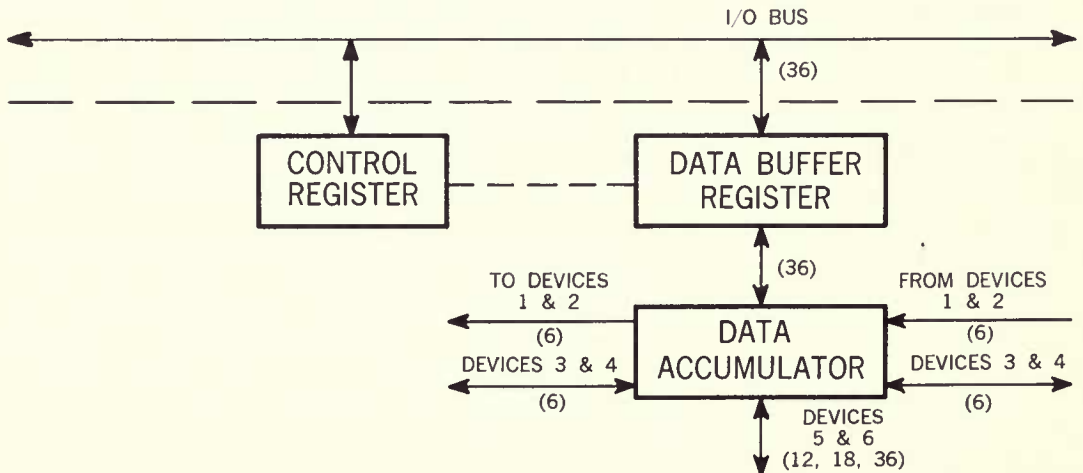 I/O BUS
(36)
CONTROL
REGISTER
DATA BUFFER
REGISTER
(36)
TO DEVICES
1 & 2
(6)
FROM DEVICES
1 & 2
(6)
DATA
ACCUMULATOR
DEVICES 3 & 4
(6)
DEVICES 3 & 4
(6)
DEVICES
5 & 6
(12, 18, 36)